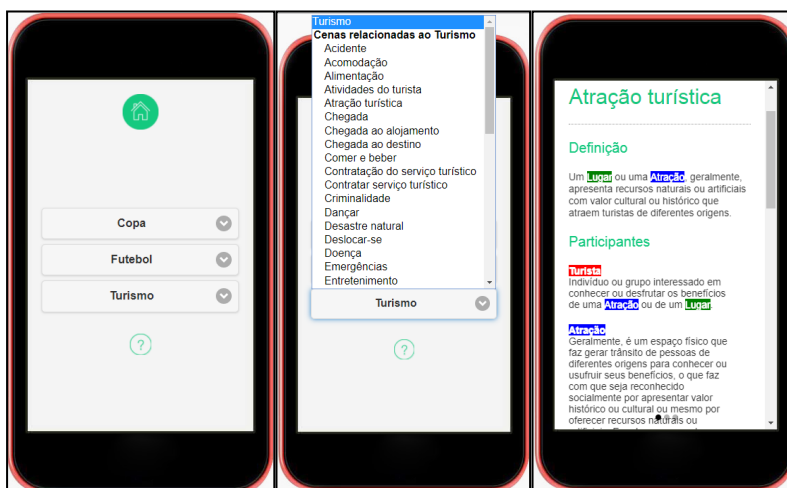 Copa
Futebol
Turismo
?
Turismo
Cenas relacionadas ao Turismo
Acidente
Acomodação
Alimentação
Atividades do turista
Atração turística
Chegada
Chegada ao alojamento
Chegada ao destino
Comer e beber
Contratação do serviço turístico
Contratar serviço turístico
Criminalidade
Dançar
Desastre natural
Deslocar-se
Doença
Emergências
Entretenimento
Turismo
?
Atração turística
Definição
Um Lugar ou uma Atração, geralmente,
apresenta recursos naturais ou artificiais
com valor cultural ou histórico que
atraem turistas de diferentes origens.
Participantes
Turista
Indivíduo ou grupo interessado em
conhecer ou desfrutar os benefícios
de uma Atração ou de um Lugar
Atração
Geralmente, é um espaço físico que
faz gerar trânsito de pessoas de
diferentes origens para conhecer ou
usufruir seus benefícios, o que faz
com que seja reconhecido
socialmente por apresentar valor
histórico ou cultural ou mesmo por
oferecer recursos naturais ou